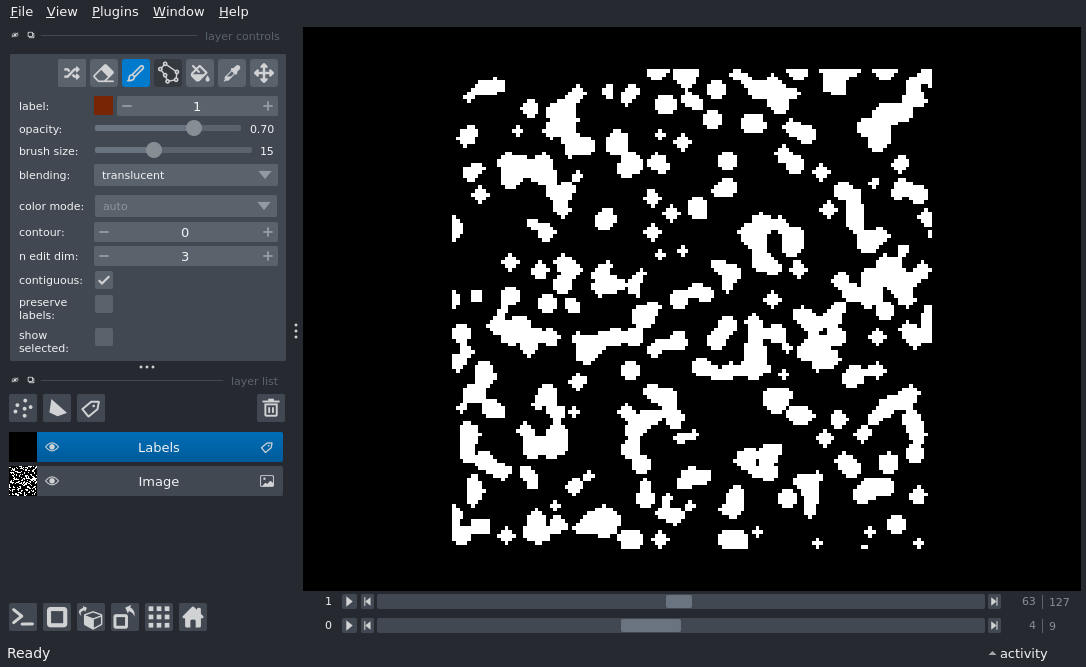 File View Plugins Window Help
layer controls
label: 1
opacity: 0.70
brush size: 15
blending: translucent
color mode: auto
contour: 0
n edit dim: 3
contiguous:
preserve
labels:
show
selected:
layer list
Labels
Image
1 63 127
0 4 9
Ready activity